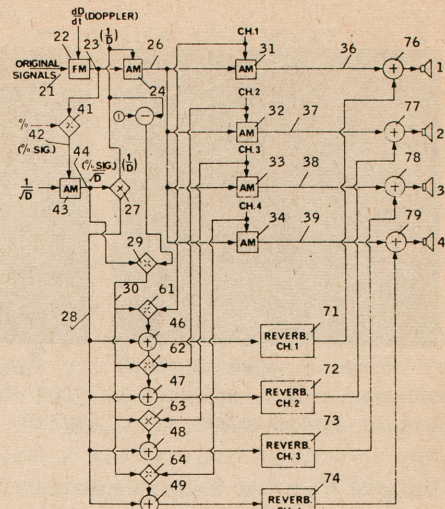 dD/dt (DOPPLER)
22
23
(1/D)
26
CH.1
31
36
76
ORIGINAL SIGNALS
FM
AM
AM
1
21
24
CH.2
41
1
32
37
77
%
AM
2
42
(% SIG.)
CH.3
78
44
(% SIG.)/√D
(1/D)
33
38
1/√D
AM
AM
3
43
27
CH.4
79
34
39
29
AM
4
28
30
61
46
71
REVERB. CH.1
62
47
72
REVERB. CH.2
63
48
73
REVERB. CH.3
64
49
74
REVERB.